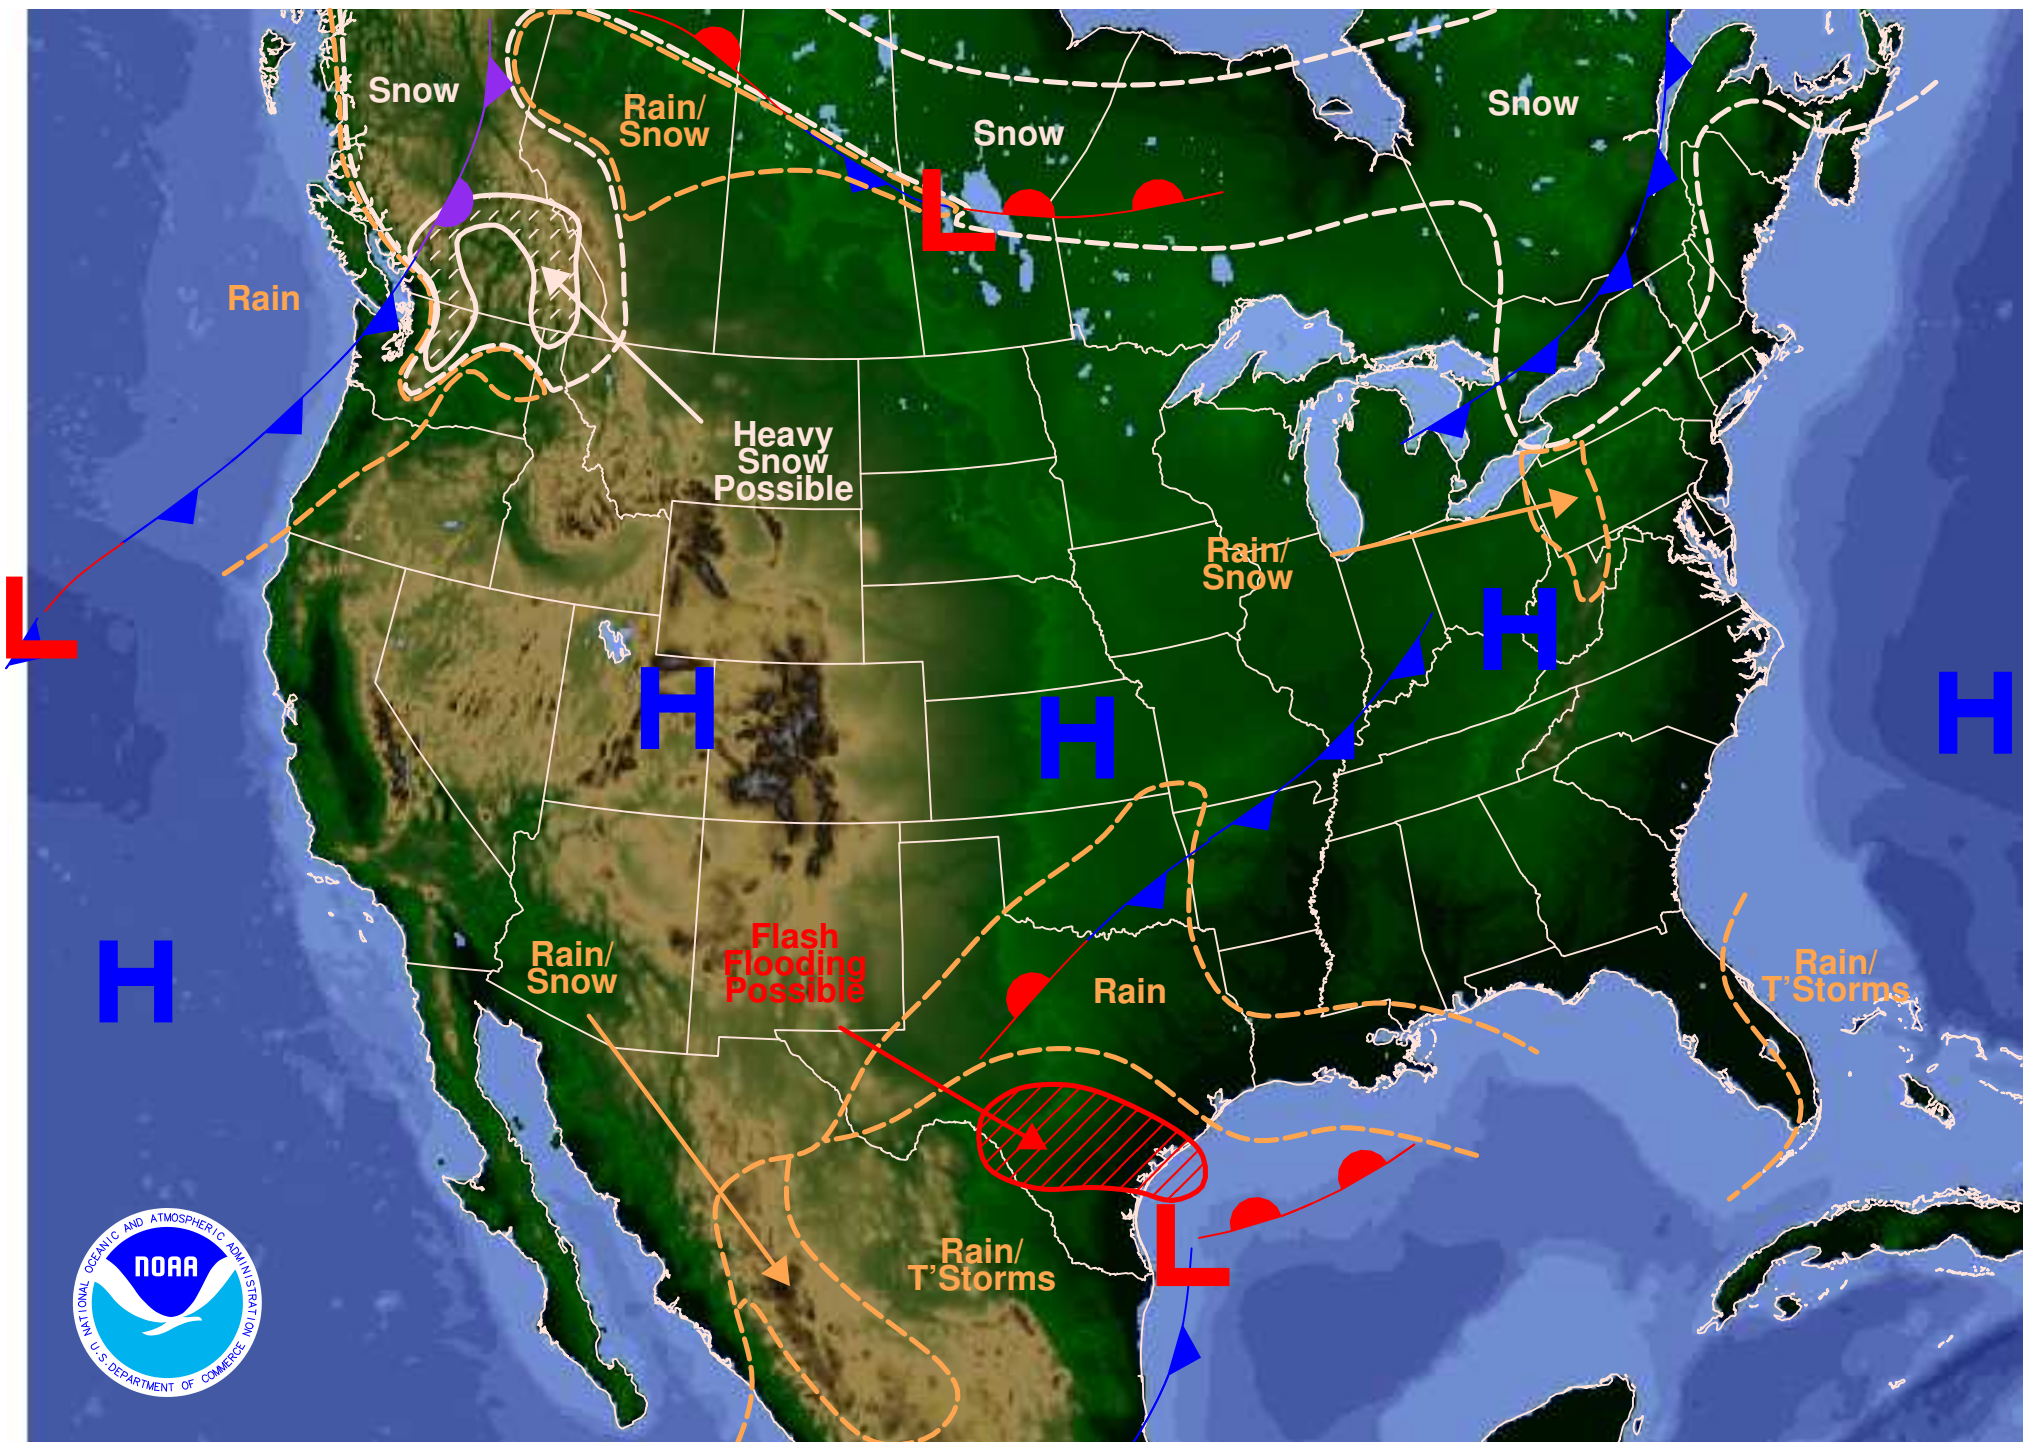 Snow
Rain/
Snow
Snow
Snow
L
Rain
Heavy
Snow
Possible
Rain/
Snow
L
H
H
H
H
H
Flash
Flooding
Possible
Rain/
Snow
Rain
Rain/
T'Storms
L
Rain/
T'Storms
NATIONAL OCEANIC AND ATMOSPHERIC ADMINISTRATION
NOAA
U.S. DEPARTMENT OF COMMERCE